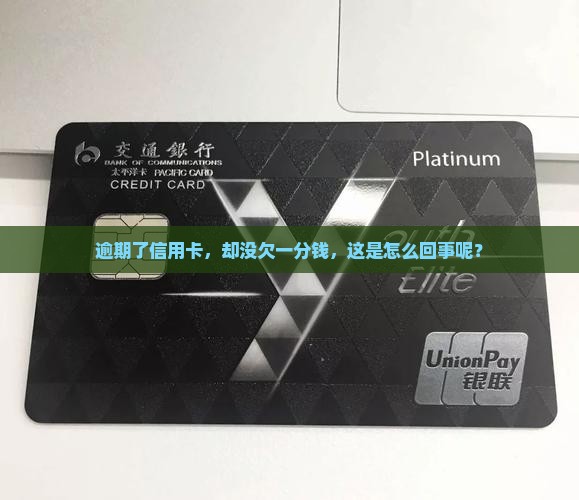 交通銀行
BANK OF COMMUNICATIONS
太平洋卡 PACIFIC CARD
CREDIT CARD
Platinum
逾期了信用卡，却没欠一分钱，这是怎么回事呢？
Elite
UnionPay
银联